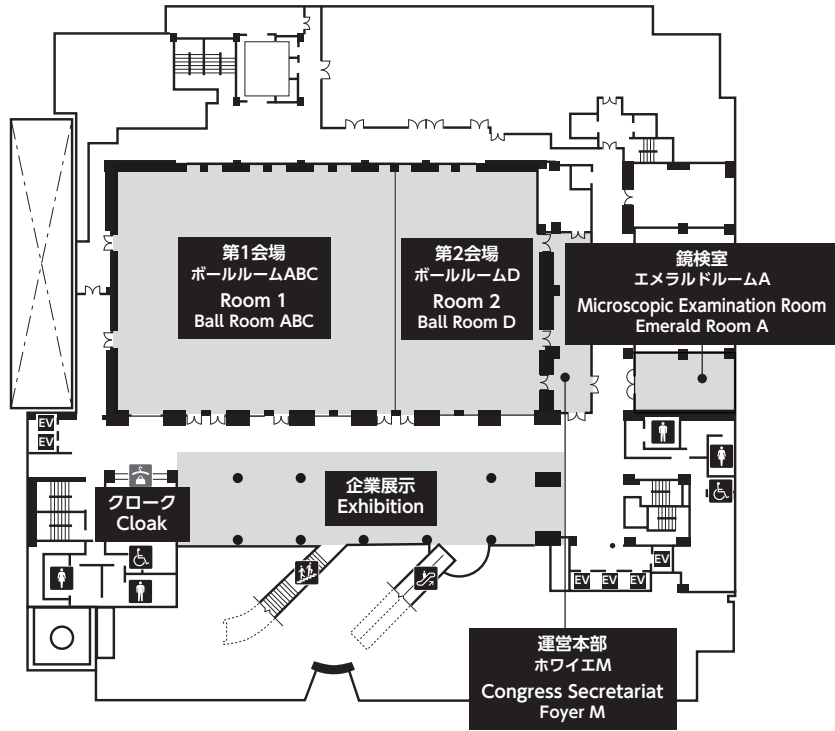 第1会場
ボールルームABC
Room 1
Ball Room ABC
第2会場
ボールルームD
Room 2
Ball Room D
鏡検室
エメラルドルームA
Microscopic Examination Room
Emerald Room A
EV
EV
クローク
Cloak
企業展示
Exhibition
EV
EV
EV
EV
運営本部
ホワイエM
Congress Secretariat
Foyer M